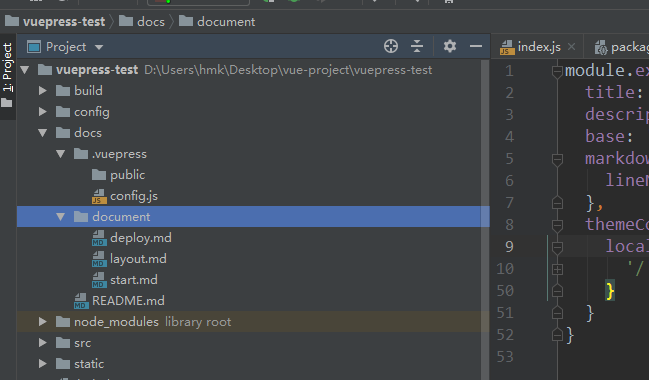 vuepress-test docs document
1: Project
Project
vuepress-test D:\Users\hmk\Desktop\vue-project\vuepress-test
build
config
docs
.vuepress
public
config.js
document
deploy.md
layout.md
start.md
README.md
node_modules library root
src
static
index.js × packag
1 module.ex
2 title:
3 descrip
4 base:
5 markdow
6 lineN
7 },
8 themeCo
9 local
10 '/
50 }
51 }
52 }
53